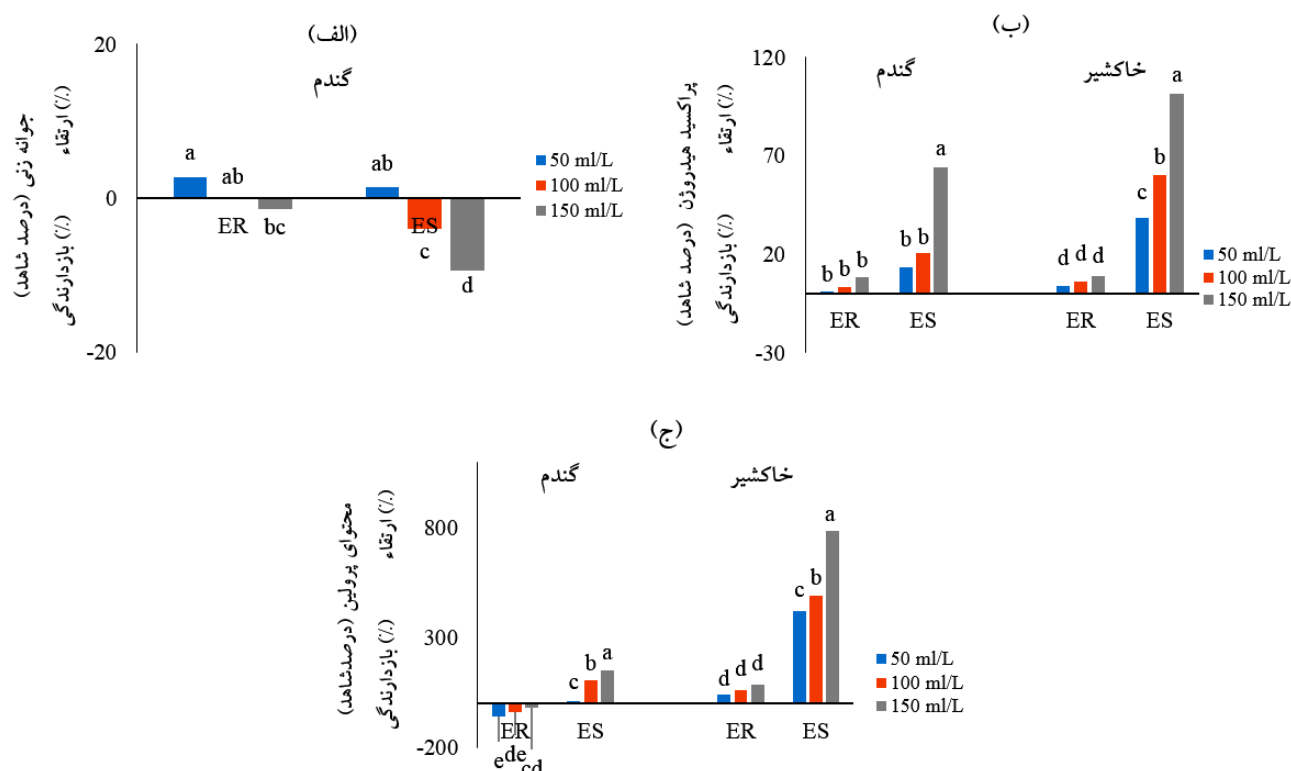 (الف)
گندم
20
0
-20
جوانه زنی (درصد شاهد)
ارتقاء (٪)
بازدارندگی (٪)
a
ab
bc
ab
c
d
ER
ES
50 ml/L
100 ml/L
150 ml/L
(ب)
گندم
خاکشیر
120
70
20
-30
پراکسید هیدروژن (درصد شاهد)
ارتقاء (٪)
بازدارندگی (٪)
b b b
b b a
d d d
c b a
ER
ES
ER
ES
50 ml/L
100 ml/L
150 ml/L
(ج)
گندم
خاکشیر
800
300
-200
محتوای پرولین (درصدشاهد)
ارتقاء (٪)
بازدارندگی (٪)
e de cd
c b a
d d d
c b a
ER
ES
ER
ES
50 ml/L
100 ml/L
150 ml/L